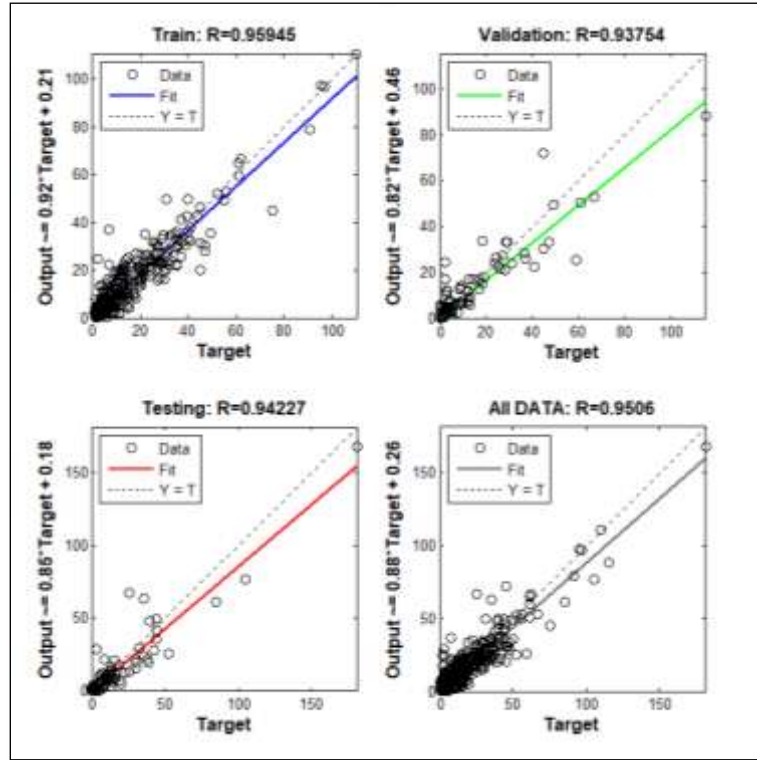 Train: R=0.95945
Output ~= 0.92*Target + 0.21
100
80
60
40
20
0
Data
Fit
Y = T
0 20 40 60 80 100
Target
Validation: R=0.93754
Output ~= 0.82*Target + 0.46
100
80
60
40
20
0
Data
Fit
Y = T
0 20 40 60 80 100
Target
Testing: R=0.94227
Output ~= 0.85*Target + 0.18
150
100
50
0
Data
Fit
Y = T
0 50 100 150
Target
All DATA: R=0.9506
Output ~= 0.88*Target + 0.26
150
100
50
0
Data
Fit
Y = T
0 50 100 150
Target